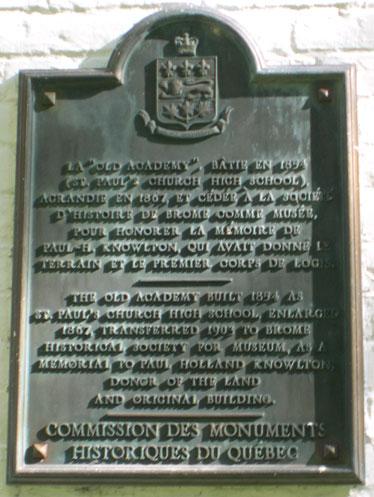 LA "OLD ACADEMY", BÂTIE EN 1854
(ST. PAUL'S CHURCH HIGH SCHOOL),
AGRANDIE EN 1867 ET CÉDÉE À LA SOCIÉTÉ
D'HISTOIRE DE BROME COMME MUSÉE,
POUR HONORER LA MÉMOIRE DE
PAUL-H. KNOWLTON, QUI AVAIT DONNÉ LE
TERRAIN ET LE PREMIER CORPS DE LOGIS.
THE OLD ACADEMY BUILT 1854 AS
ST. PAUL'S CHURCH HIGH SCHOOL, ENLARGED
1867, TRANSFERRED 1903 TO BROME
HISTORICAL SOCIETY FOR MUSEUM, AS A
MEMORIAL TO PAUL HOLLAND KNOWLTON,
DONOR OF THE LAND
AND ORIGINAL BUILDING.
COMMISSION DES MONUMENTS
HISTORIQUES DU QUÉBEC